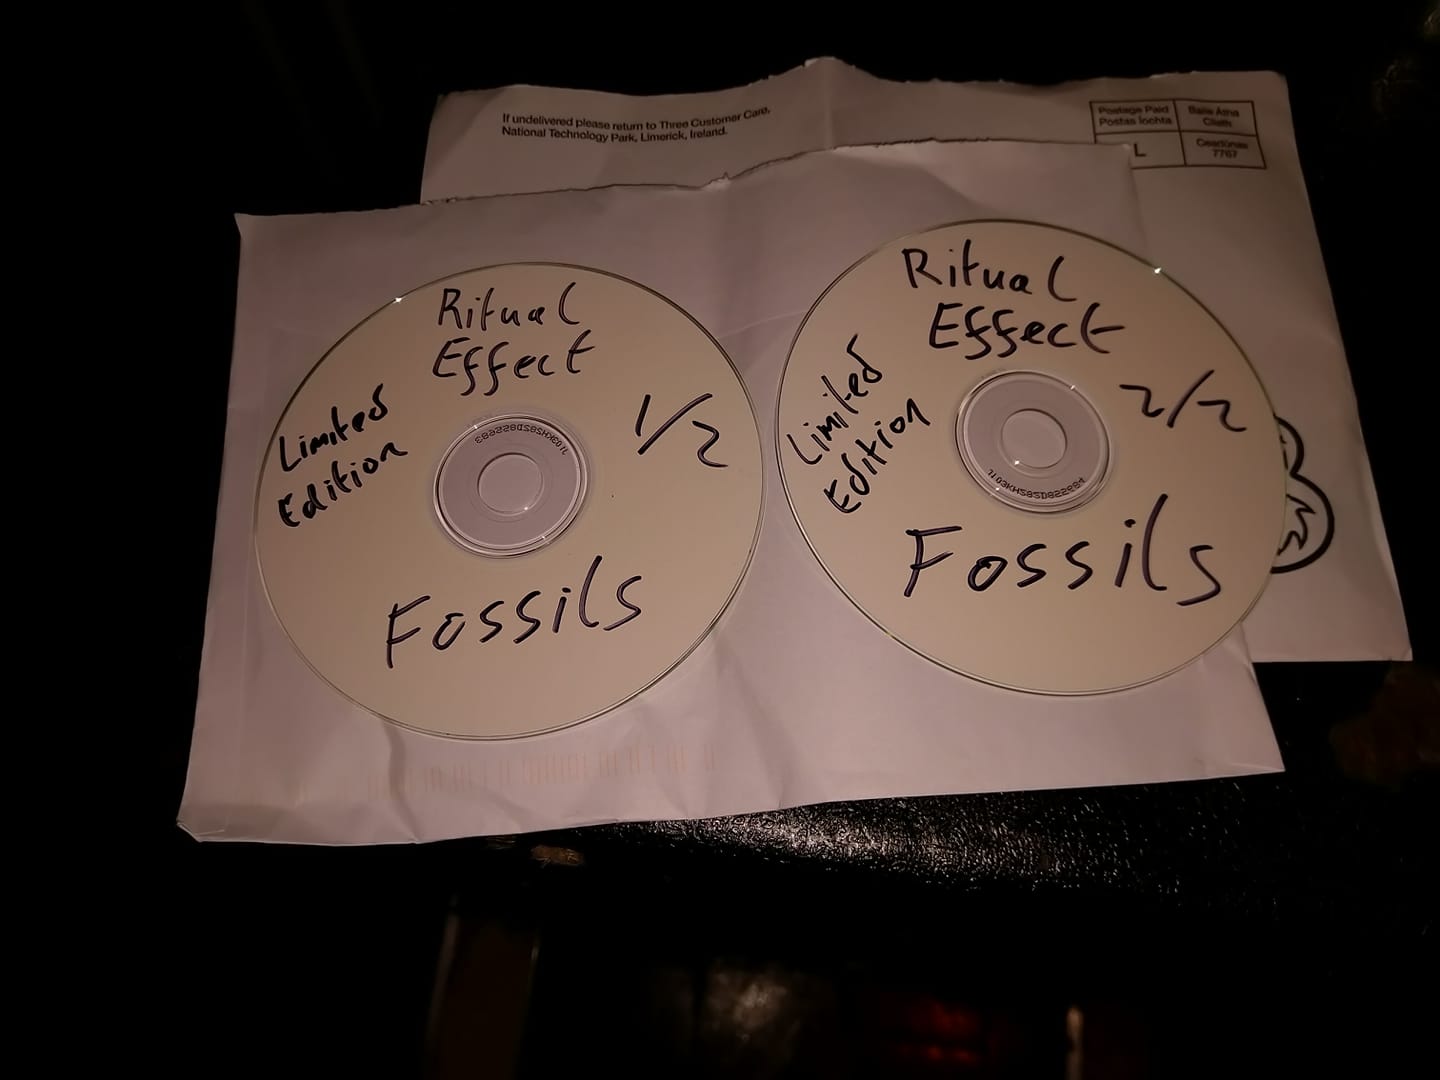 If undelivered please return to Three Customer Care,
National Technology Park, Limerick, Ireland.
Postage Paid
Postas Íoctha
Baile Átha
Cliath
L
Ceadúnas
7767
Ritual
Effect
Limited
Edition
1/2
Fossils
Ritual
Effect
Limited
Edition
2/2
Fossils